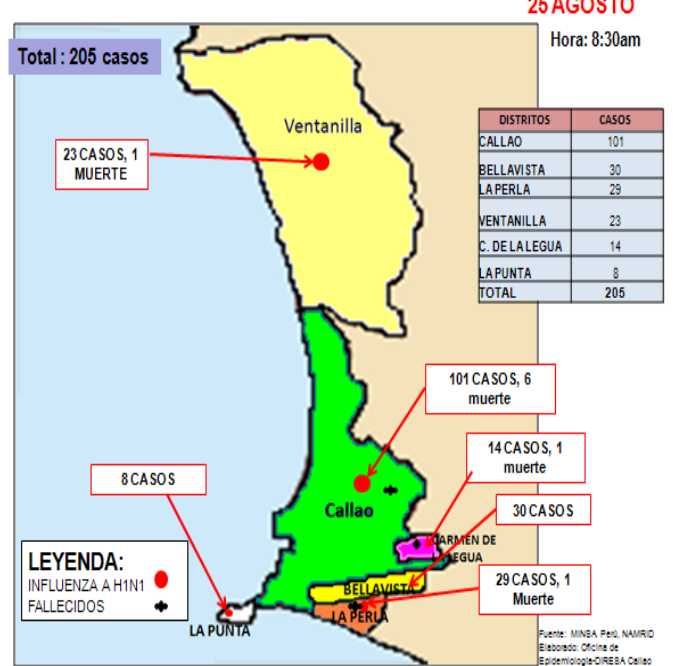 25 AGOSTO
Hora: 8:30am
Total : 205 casos
Ventanilla
23 CASOS, 1
MUERTE
DISTRITOS CASOS
CALLAO 101
BELLAVISTA 30
LA PERLA 29
VENTANILLA 23
C. DE LA LEGUA 14
LA PUNTA 8
TOTAL 205
101 CASOS, 6
muerte
14 CASOS, 1
muerte
8 CASOS
30 CASOS
Callao
CARMEN DE
LEGUA
29 CASOS, 1
Muerte
BELLAVISTA
LA PERLA
LA PUNTA
LEYENDA:
INFLUENZA A H1N1
FALLECIDOS
Fuente: MINSA Perú, NAMRID
Elaborado: Oficina de
Epidemiología-DIRESA Callao